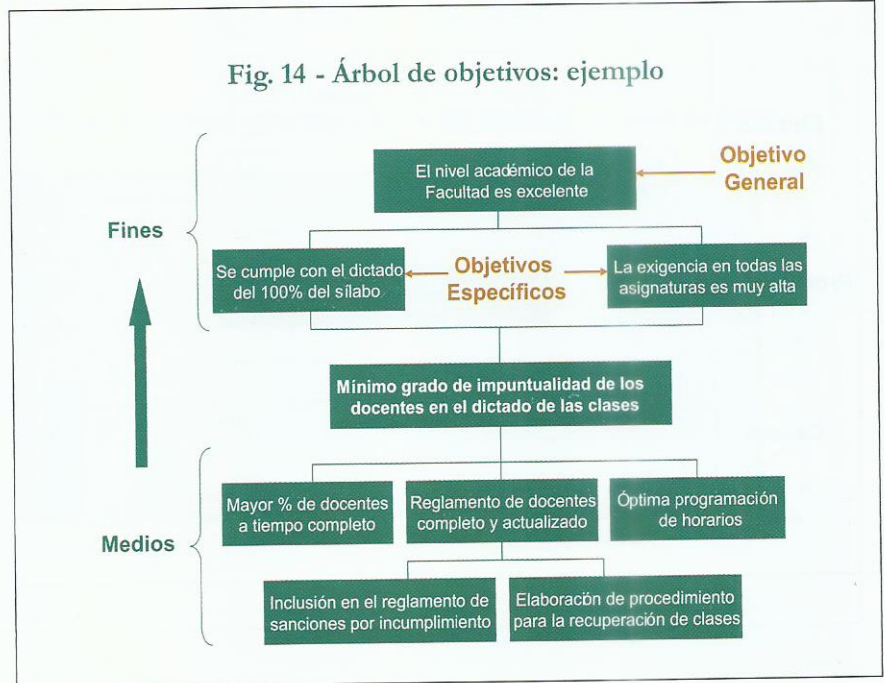 Fig. 14 - Árbol de objetivos: ejemplo
El nivel académico de la
Facultad es excelente
Objetivo
General
Fines
Se cumple con el dictado
del 100% del sílabo
Objetivos
Específicos
La exigencia en todas las
asignaturas es muy alta
Mínimo grado de impuntualidad de los
docentes en el dictado de las clases
Medios
Mayor % de docentes
a tiempo completo
Reglamento de docentes
completo y actualizado
Óptima programación
de horarios
Inclusión en el reglamento de
sanciones por incumplimiento
Elaboración de procedimiento
para la recuperación de clases